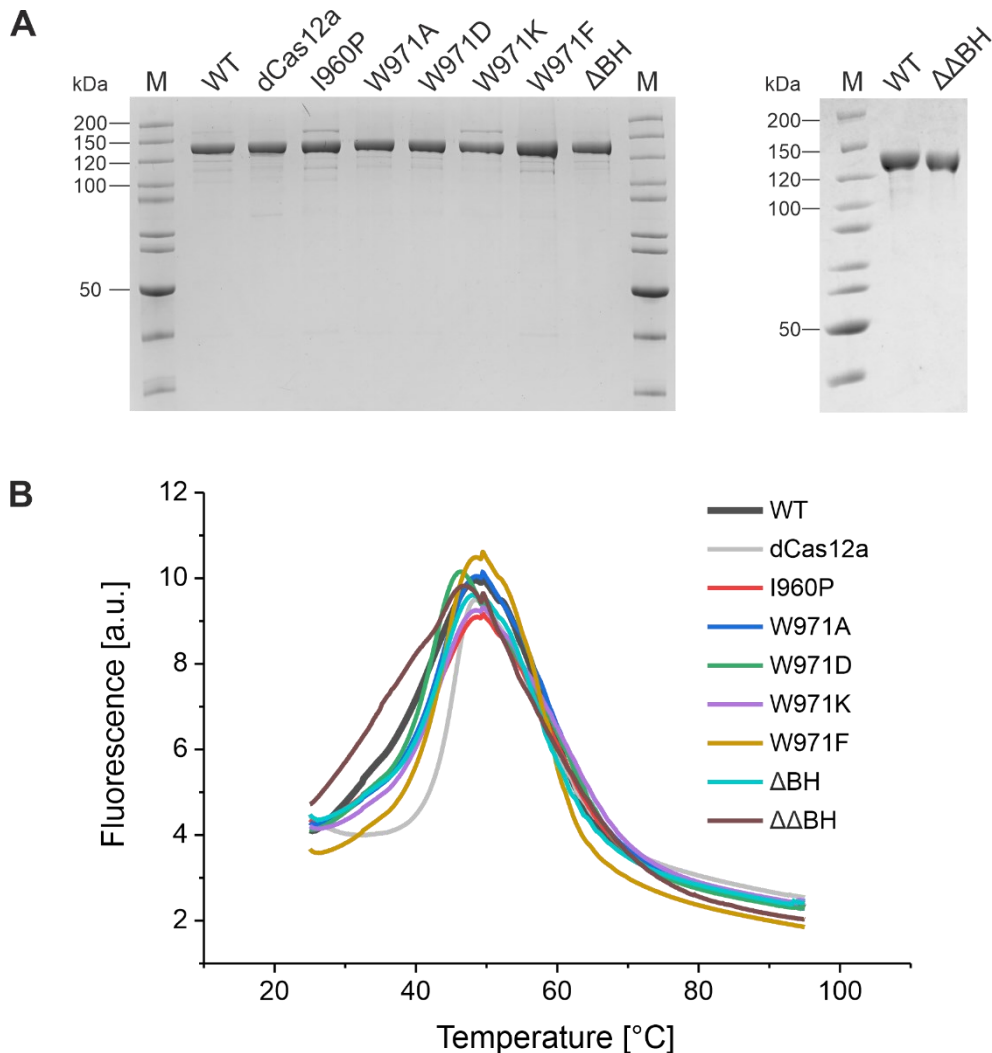 A
kDa M WT dCas12a I960P W971A W971D W971K W971F ΔBH M
200
150
120
100
50
kDa M WT ΔΔBH
200
150
120
100
50
B
Fluorescence [a.u.]
12
10
8
6
4
2
20 40 60 80 100
Temperature [°C]
WT
dCas12a
I960P
W971A
W971D
W971K
W971F
ΔBH
ΔΔBH